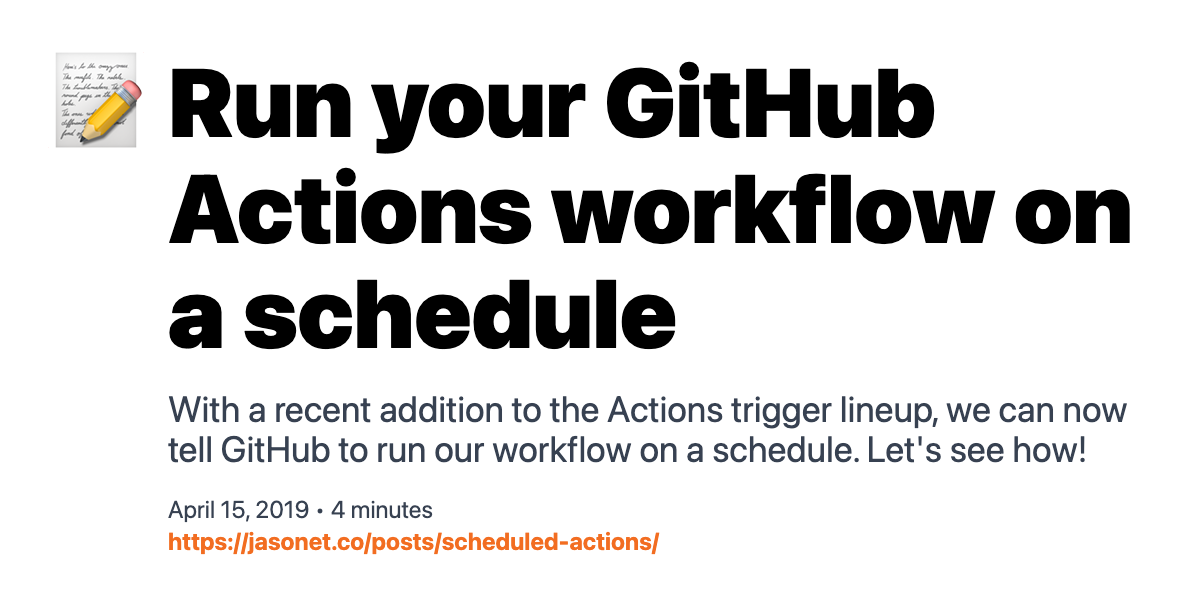 Run your GitHub
Actions workflow on
a schedule
With a recent addition to the Actions trigger lineup, we can now
tell GitHub to run our workflow on a schedule. Let's see how!
April 15, 2019 • 4 minutes
https://jasonet.co/posts/scheduled-actions/